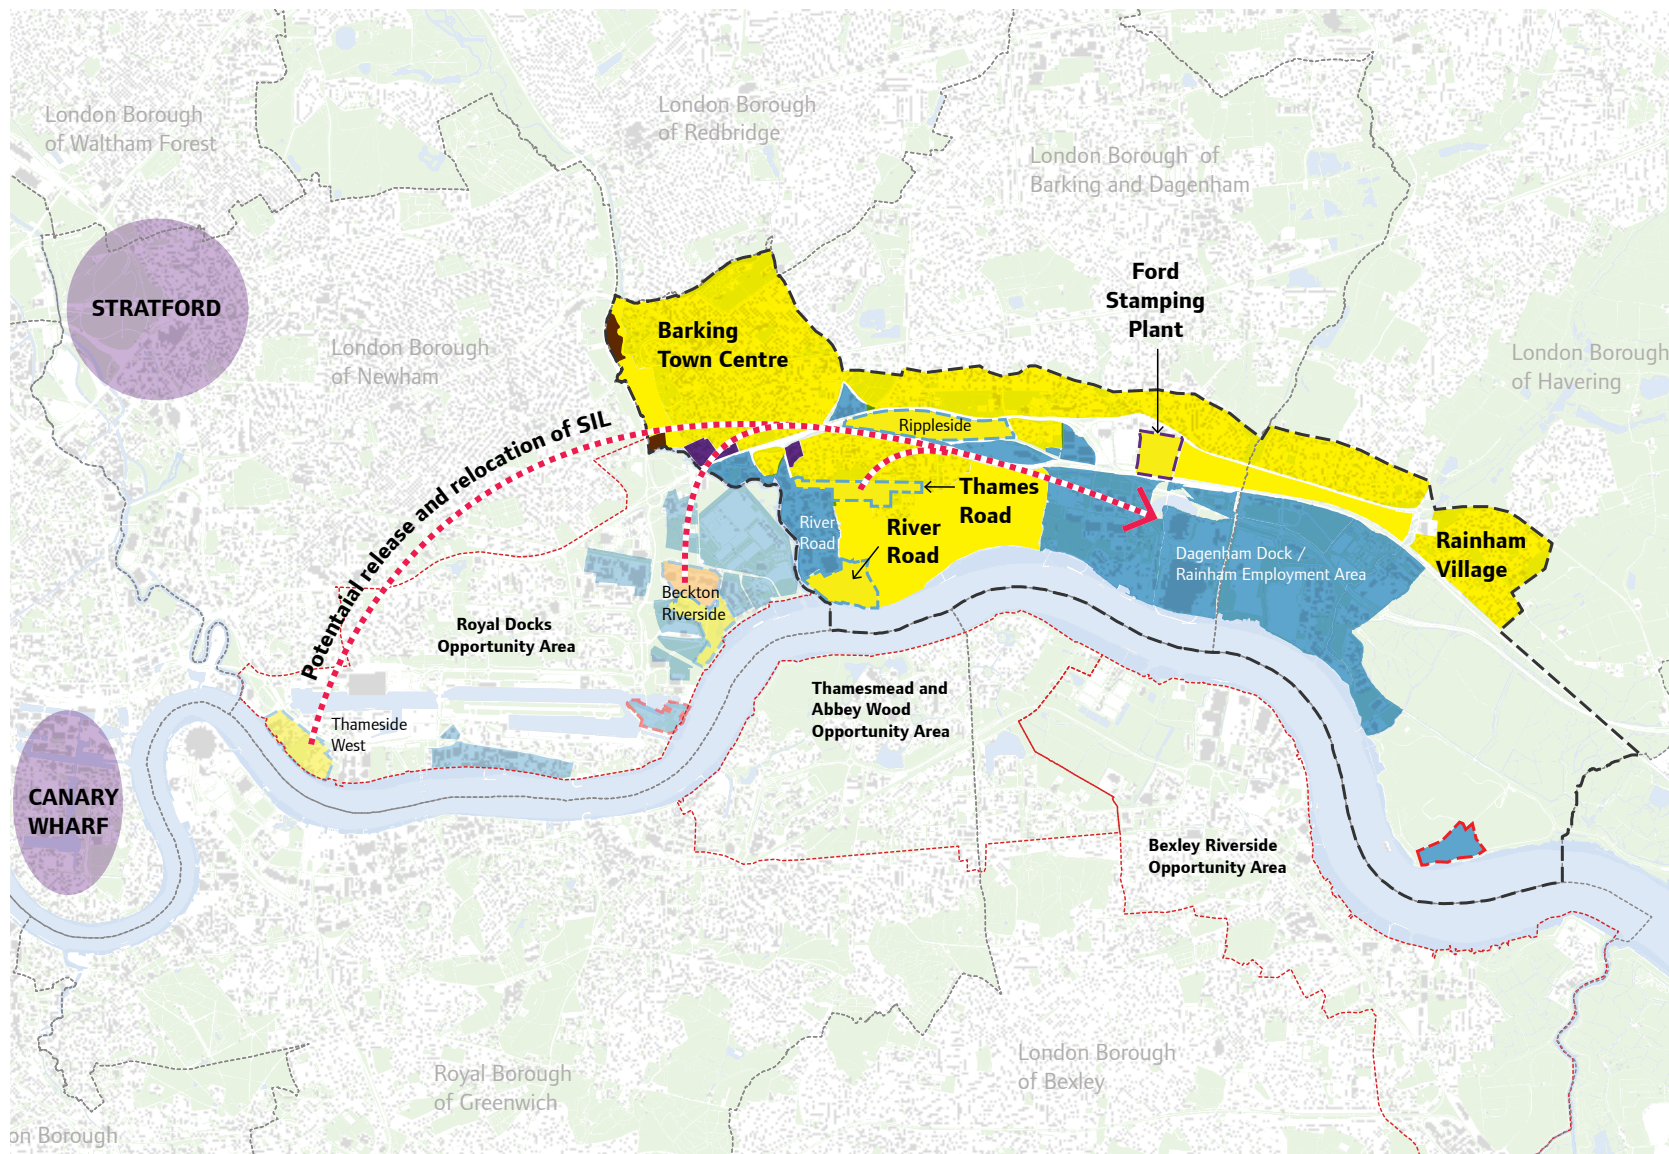 London Borough
of Waltham Forest
London Borough
of Redbridge
London Borough  of
Barking and Dagenham
STRATFORD
London Borough
of Newham
Barking
Town Centre
Ford
Stamping
Plant
London Borough
of Havering
Potentaial release and relocation of SIL
Rippleside
Thames
Road
River
Road
River
Road
Rainham
Village
Dagenham Dock /
Rainham Employment Area
Beckton
Riverside
Royal Docks
Opportunity Area
Thamesmead and
Abbey Wood
Opportunity Area
Thameside
West
CANARY
WHARF
Bexley Riverside
Opportunity Area
London Borough
of Bexley
Royal Borough
of Greenwich
on Borough